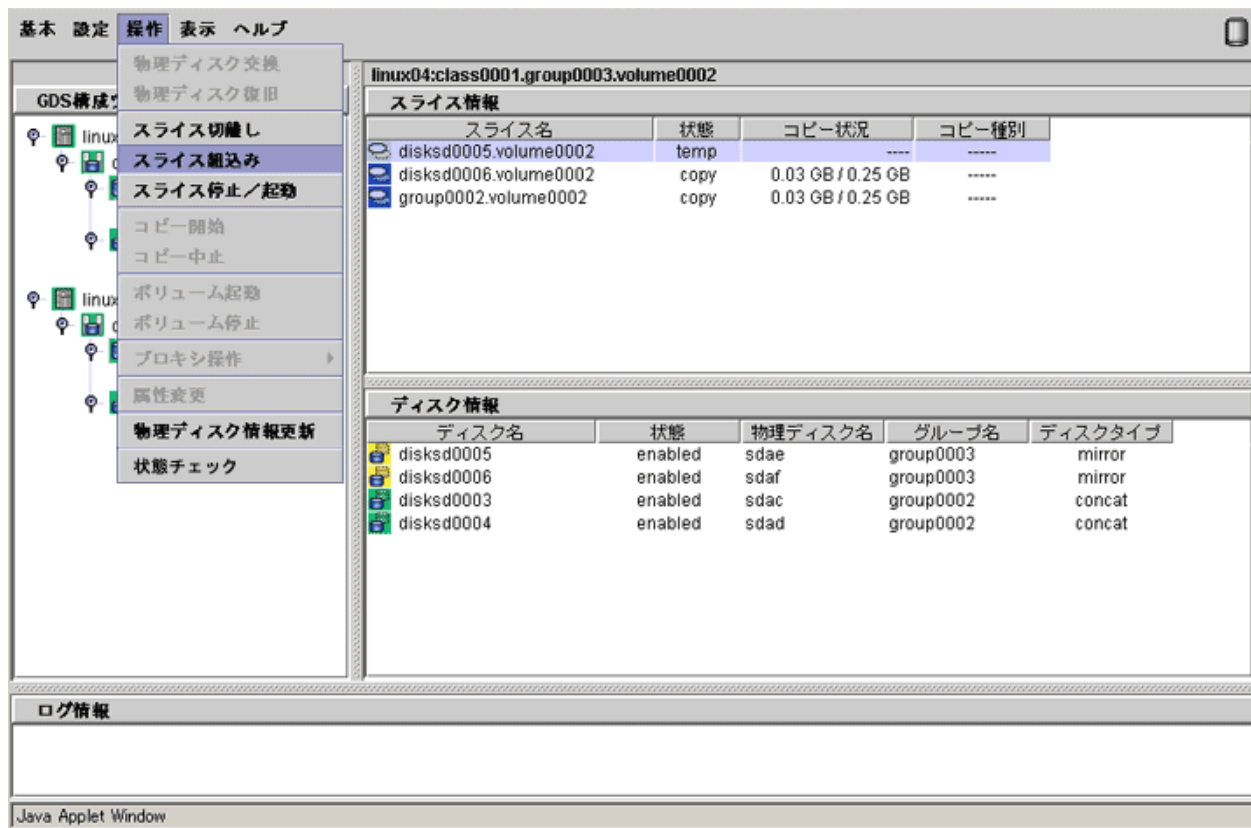 基本 設定 操作 表示 ヘルプ
物理ディスク交換
物理ディスク復旧
スライス切離し
スライス組込み
スライス停止／起動
コピー開始
コピー中止
ボリューム起動
ボリューム停止
プロキシ操作
属性変更
物理ディスク情報更新
状態チェック
GDS構成
linux
linux
linux04:class0001.group0003.volume0002
スライス情報
スライス名 状態 コピー状況 コピー種別
disksd0005.volume0002 temp ---- -----
disksd0006.volume0002 copy 0.03 GB / 0.25 GB -----
group0002.volume0002 copy 0.03 GB / 0.25 GB -----
ディスク情報
ディスク名 状態 物理ディスク名 グループ名 ディスクタイプ
disksd0005 enabled sdae group0003 mirror
disksd0006 enabled sdaf group0003 mirror
disksd0003 enabled sdac group0002 concat
disksd0004 enabled sdad group0002 concat
ログ情報
Java Applet Window